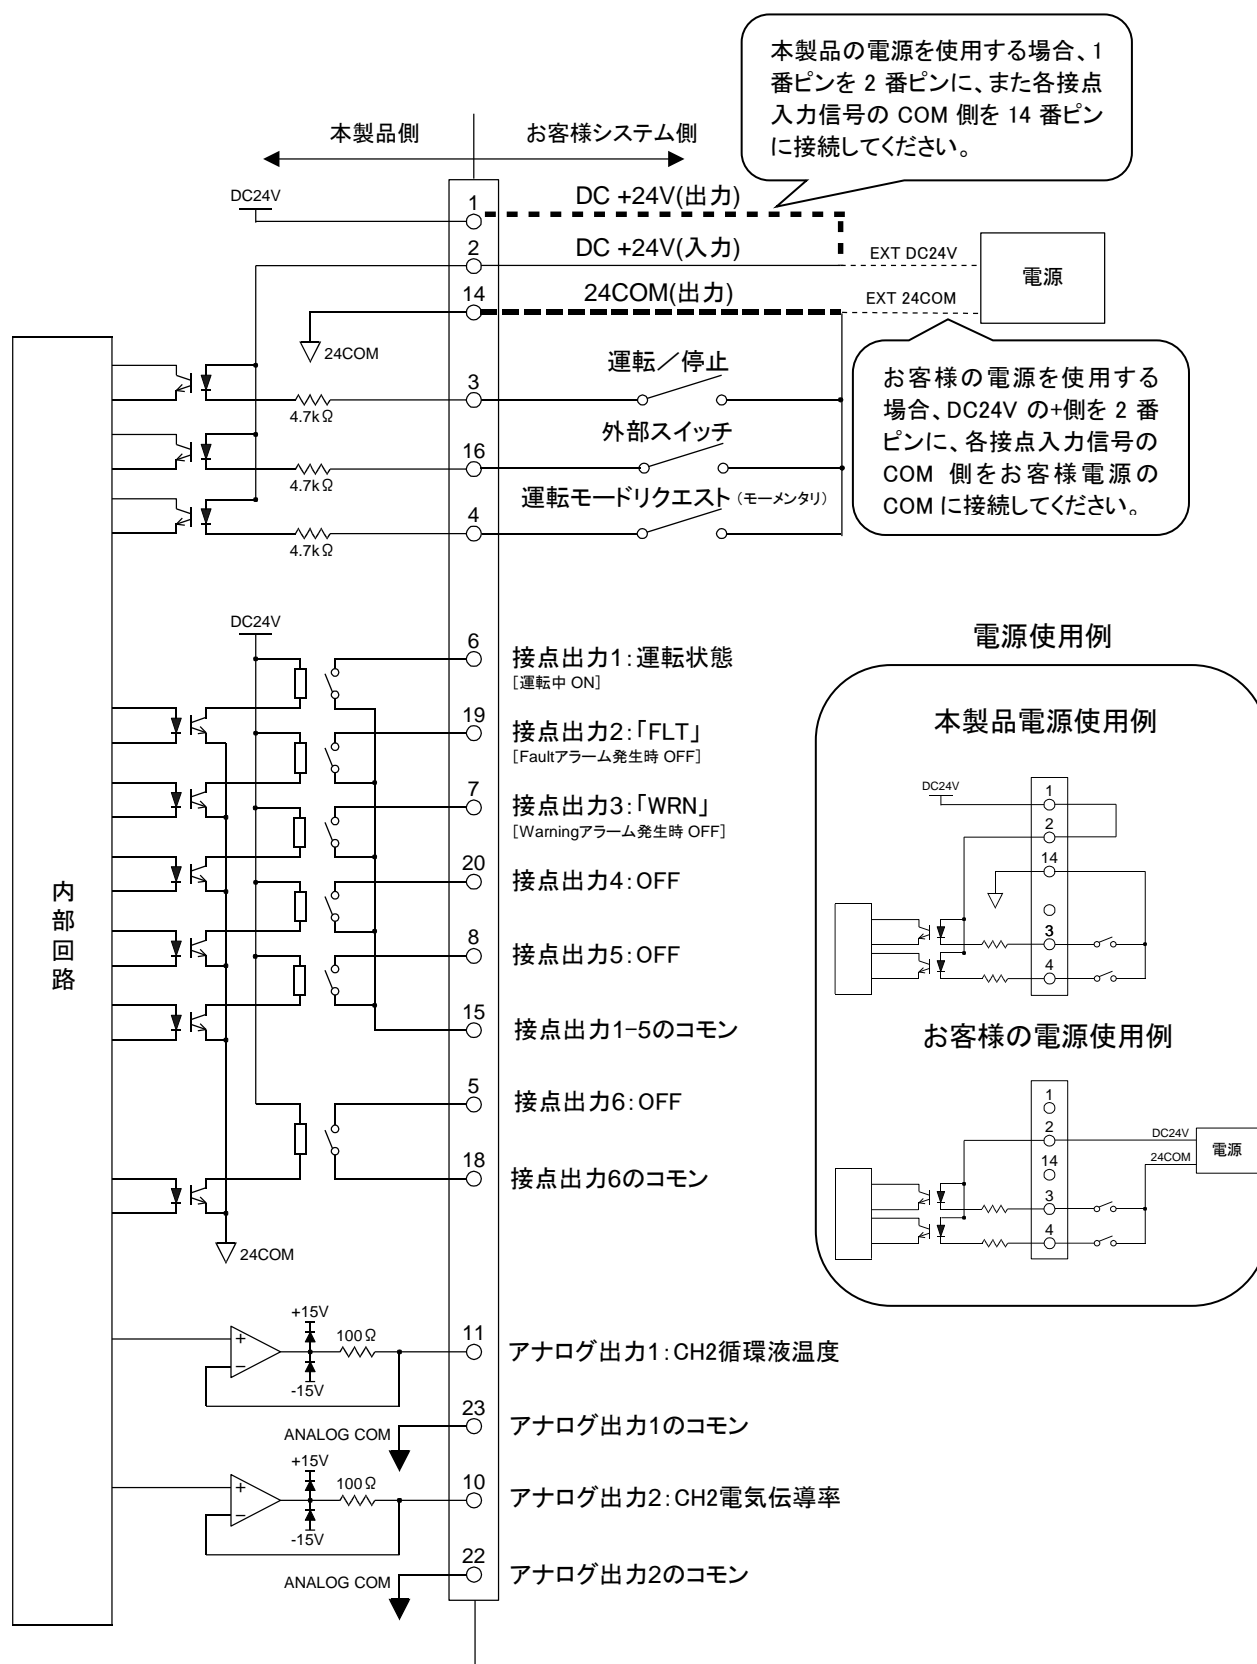 本製品の電源を使用する場合、1
番ピンを 2 番ピンに、また各接点
入力信号の COM 側を 14 番ピン
に接続してください。
本製品側
お客様システム側
DC24V
1
DC +24V(出力)
2
DC +24V(入力)
EXT DC24V
電源
14
24COM(出力)
EXT 24COM
24COM
お客様の電源を使用する
場合、DC24V の+側を 2 番
ピンに、各接点入力信号の
COM 側をお客様電源の
COM に接続してください。
3
運転／停止
4.7kΩ
16
外部スイッチ
4.7kΩ
4
運転モードリクエスト（モーメンタリ）
4.7kΩ
内部回路
DC24V
6
接点出力1：運転状態
[運転中 ON]
19
接点出力2：「FLT」
[Faultアラーム発生時 OFF]
7
接点出力3：「WRN」
[Warningアラーム発生時 OFF]
20
接点出力4：OFF
8
接点出力5：OFF
15
接点出力1-5のコモン
5
接点出力6：OFF
18
接点出力6のコモン
24COM
+15V
100Ω
-15V
11
アナログ出力1：CH2循環液温度
23
アナログ出力1のコモン
ANALOG COM
+15V
100Ω
-15V
10
アナログ出力2：CH2電気伝導率
22
アナログ出力2のコモン
ANALOG COM
電源使用例
本製品電源使用例
DC24V
1
2
14
3
4
お客様の電源使用例
1
2
DC24V
24COM
電源
14
3
4